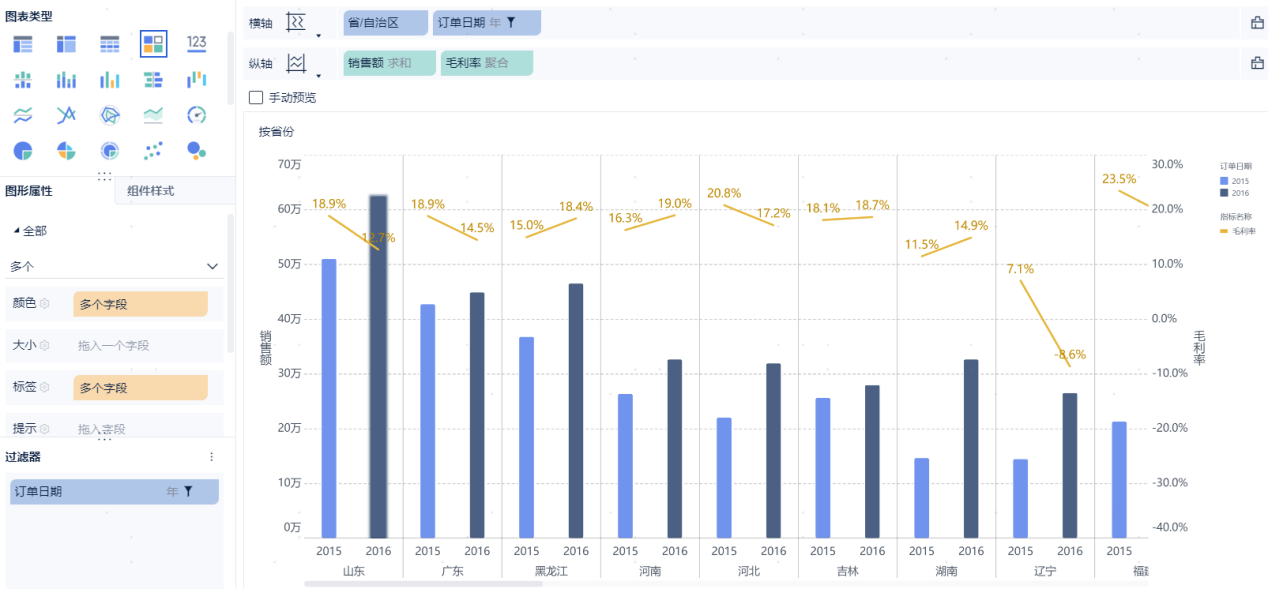 图表类型
123
图形属性
组件样式
全部
多个
颜色
多个字段
大小
拖入一个字段
标签
多个字段
提示
拖入字段
过滤器
订单日期 年
横轴
省/自治区
订单日期 年
纵轴
销售额 求和
毛利率 聚合
手动预览
按省份
70万
60万
50万
40万
30万
20万
10万
0万
销售额
18.9%
12.7%
18.9%
14.5%
15.0%
18.4%
16.3%
19.0%
20.8%
17.2%
18.1%
18.7%
11.5%
14.9%
7.1%
-8.6%
23.5%
30.0%
20.0%
10.0%
0.0%
-10.0%
-20.0%
-30.0%
-40.0%
毛利率
2015 2016 2015 2016 2015 2016 2015 2016 2015 2016 2015 2016 2015 2016 2015 2016 2015
山东 广东 黑龙江 河南 河北 吉林 湖南 辽宁
订单日期
2015
2016
指标名称
毛利率